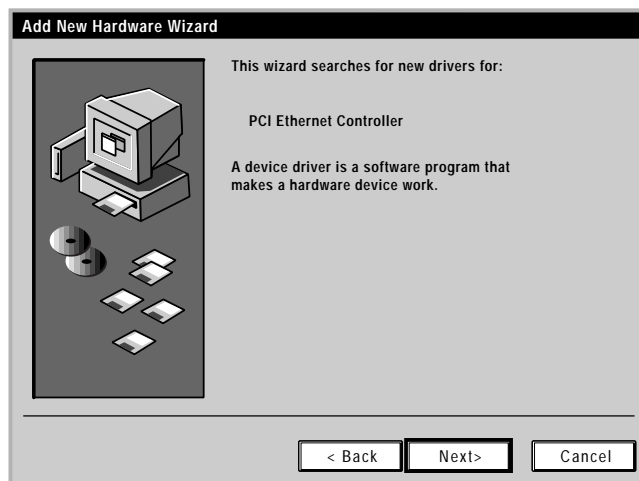 Add New Hardware Wizard
This wizard searches for new drivers for:
PCI Ethernet Controller
A device driver is a software program that
makes a hardware device work.
< Back
Next>
Cancel